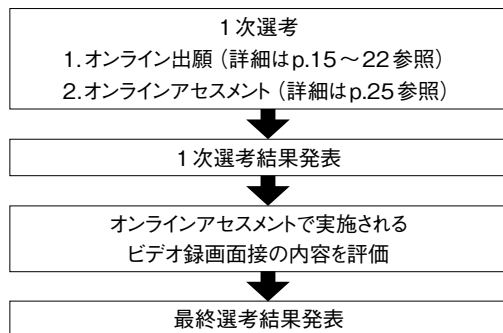 1次選考
1.オンライン出願（詳細はp.15～22参照）
2.オンラインアセスメント（詳細はp.25参照）
1次選考結果発表
オンラインアセスメントで実施される
ビデオ録画面接の内容を評価
最終選考結果発表